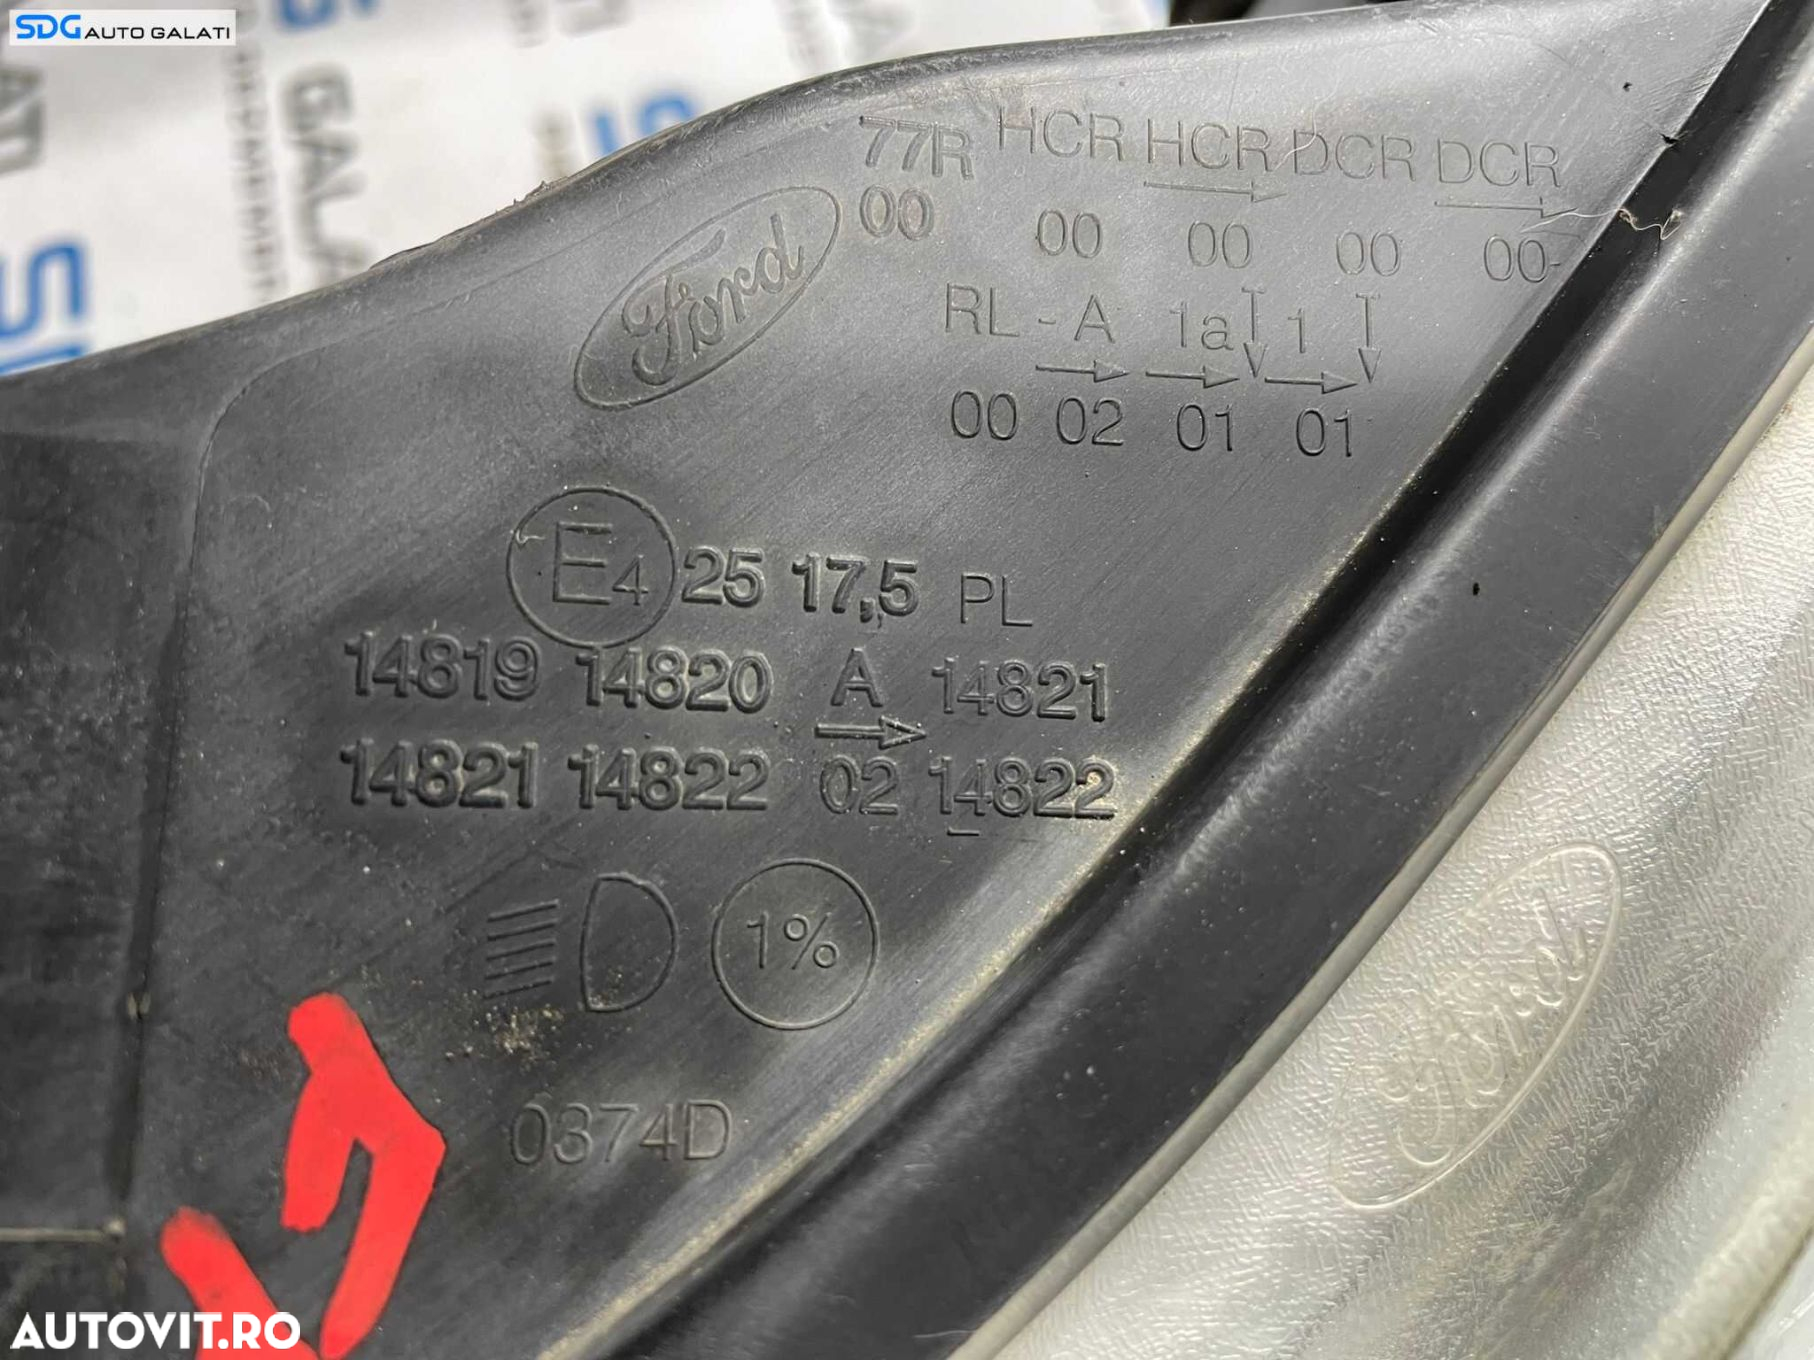 SDG AUTO GALATI
Ford
77R HCR HCR DCR DCR
00 00 00 00 00
RL - A 1a 1
00 02 01 01
E4 25 17,5 PL
14819 14820 A 14821
14821 14822 02 14822
1%
0374D
Ford
AUTOVIT.RO